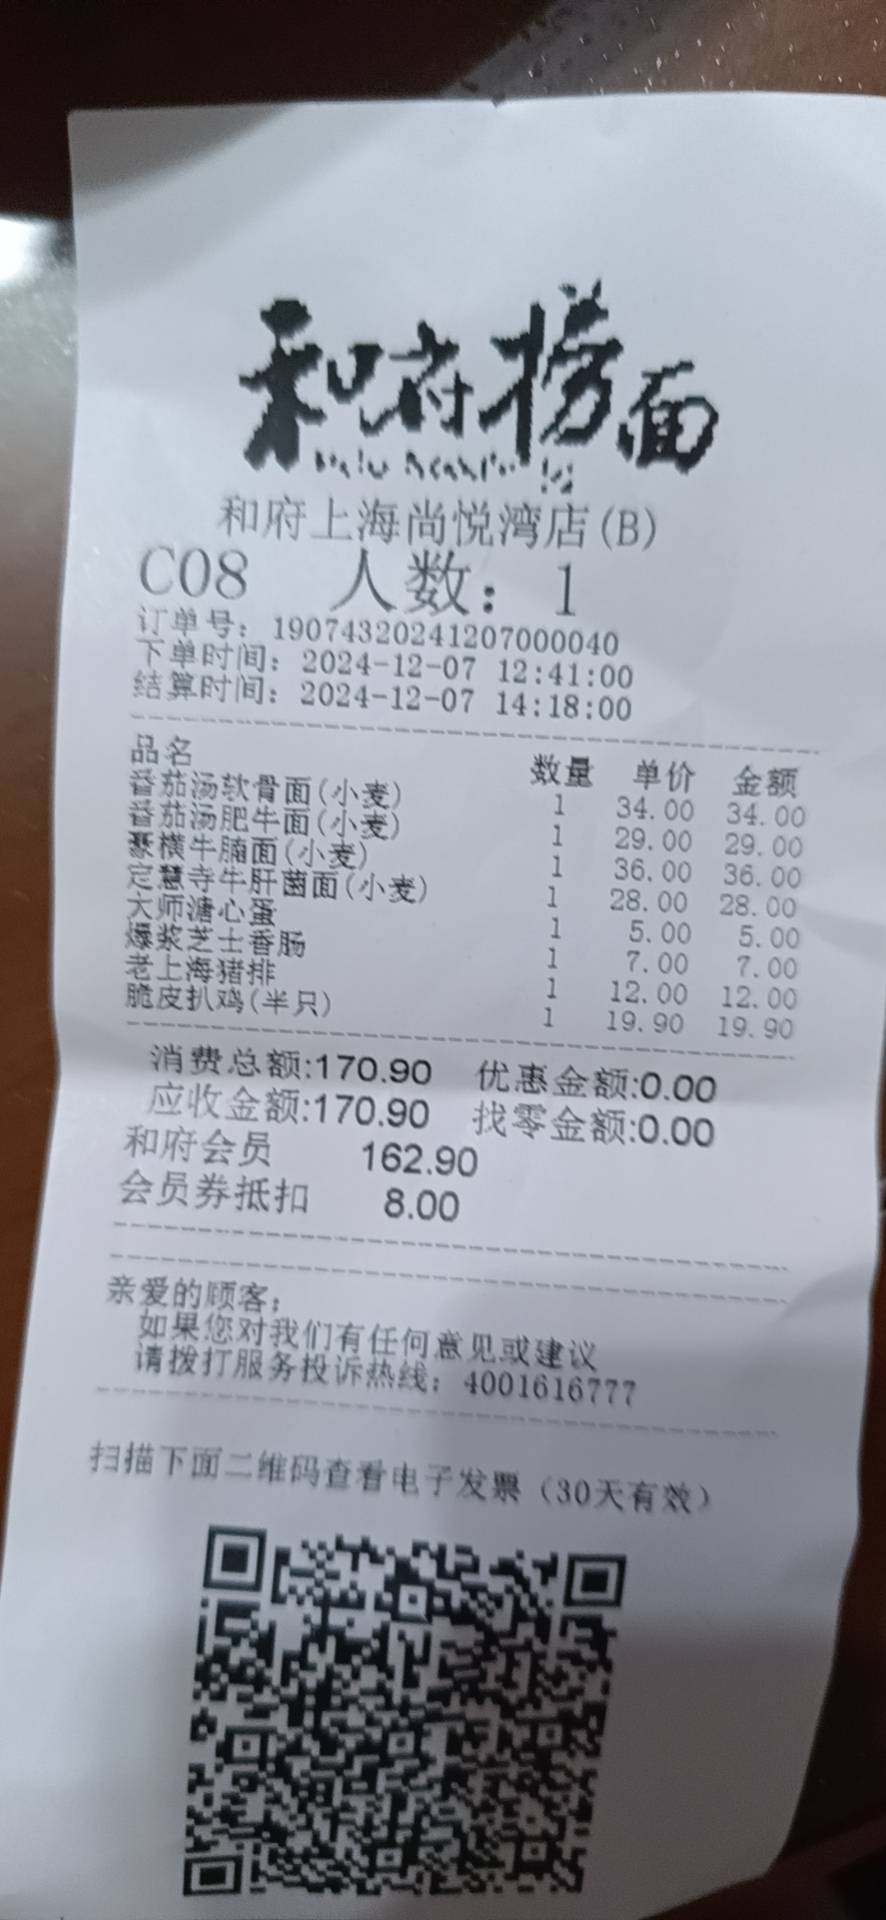 和府捞面
和府上海尚悦湾店(B)
C08 人数: 1
订单号: 19074320241207000040
下单时间: 2024-12-07 12:41:00
结算时间: 2024-12-07 14:18:00
品名 数量 单价 金额
番茄汤软骨面(小麦) 1 34.00 34.00
番茄汤肥牛面(小麦) 1 29.00 29.00
豪横牛腩面(小麦) 1 36.00 36.00
定慧寺牛肝菌面(小麦) 1 28.00 28.00
大师溏心蛋 1 5.00 5.00
爆浆芝士香肠 1 7.00 7.00
老上海猪排 1 12.00 12.00
脆皮扒鸡(半只) 1 19.90 19.90
消费总额:170.90 优惠金额:0.00
应收金额:170.90 找零金额:0.00
和府会员 162.90
会员券抵扣 8.00
亲爱的顾客:
如果您对我们有任何意见或建议
请拨打服务投诉热线: 4001616777
扫描下面二维码查看电子发票（30天有效）